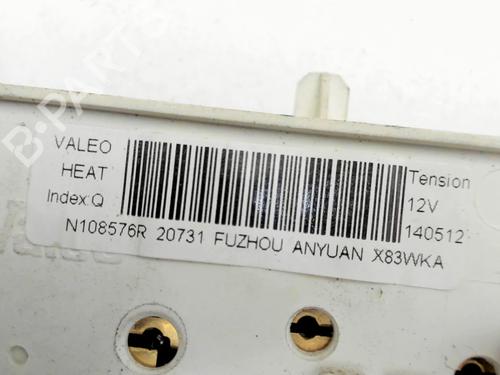 B-PARTS
VALEO
HEAT
Index:Q
Tension
12V
140512
N108576R 20731 FUZHOU ANYUAN X83WKA